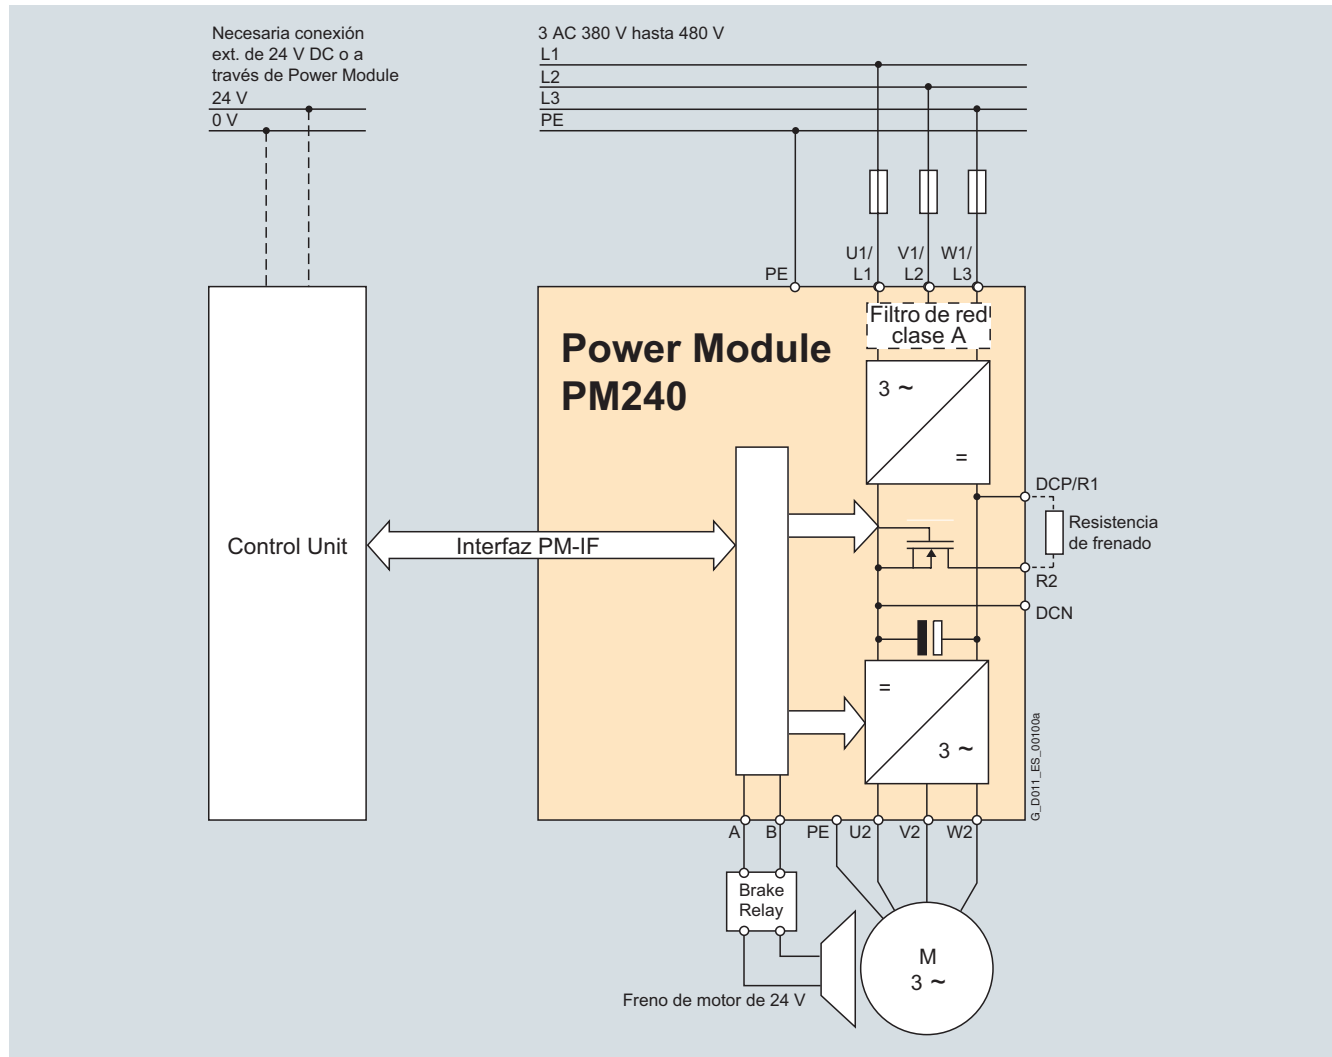 Necesaria conexión
ext. de 24 V DC o a
través de Power Module
24 V
0 V
3 AC 380 V hasta 480 V
L1
L2
L3
PE
PE
U1/
L1
V1/
L2
W1/
L3
Filtro de red
clase A
Power Module
PM240
3 ~
=
DCP/R1
Resistencia
de frenado
R2
DCN
Control Unit
Interfaz PM-IF
=
3 ~
G_D011_ES_00100a
A
B
PE
U2
V2
W2
Brake
Relay
M
3 ~
Freno de motor de 24 V